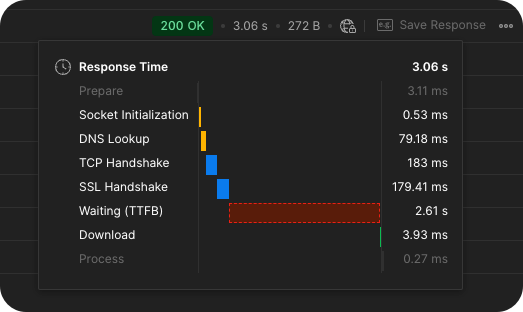 200 OK • 3.06 s • 272 B Save Response
Response Time 3.06 s
Prepare 3.11 ms
Socket Initialization 0.53 ms
DNS Lookup 79.18 ms
TCP Handshake 183 ms
SSL Handshake 179.41 ms
Waiting (TTFB) 2.61 s
Download 3.93 ms
Process 0.27 ms